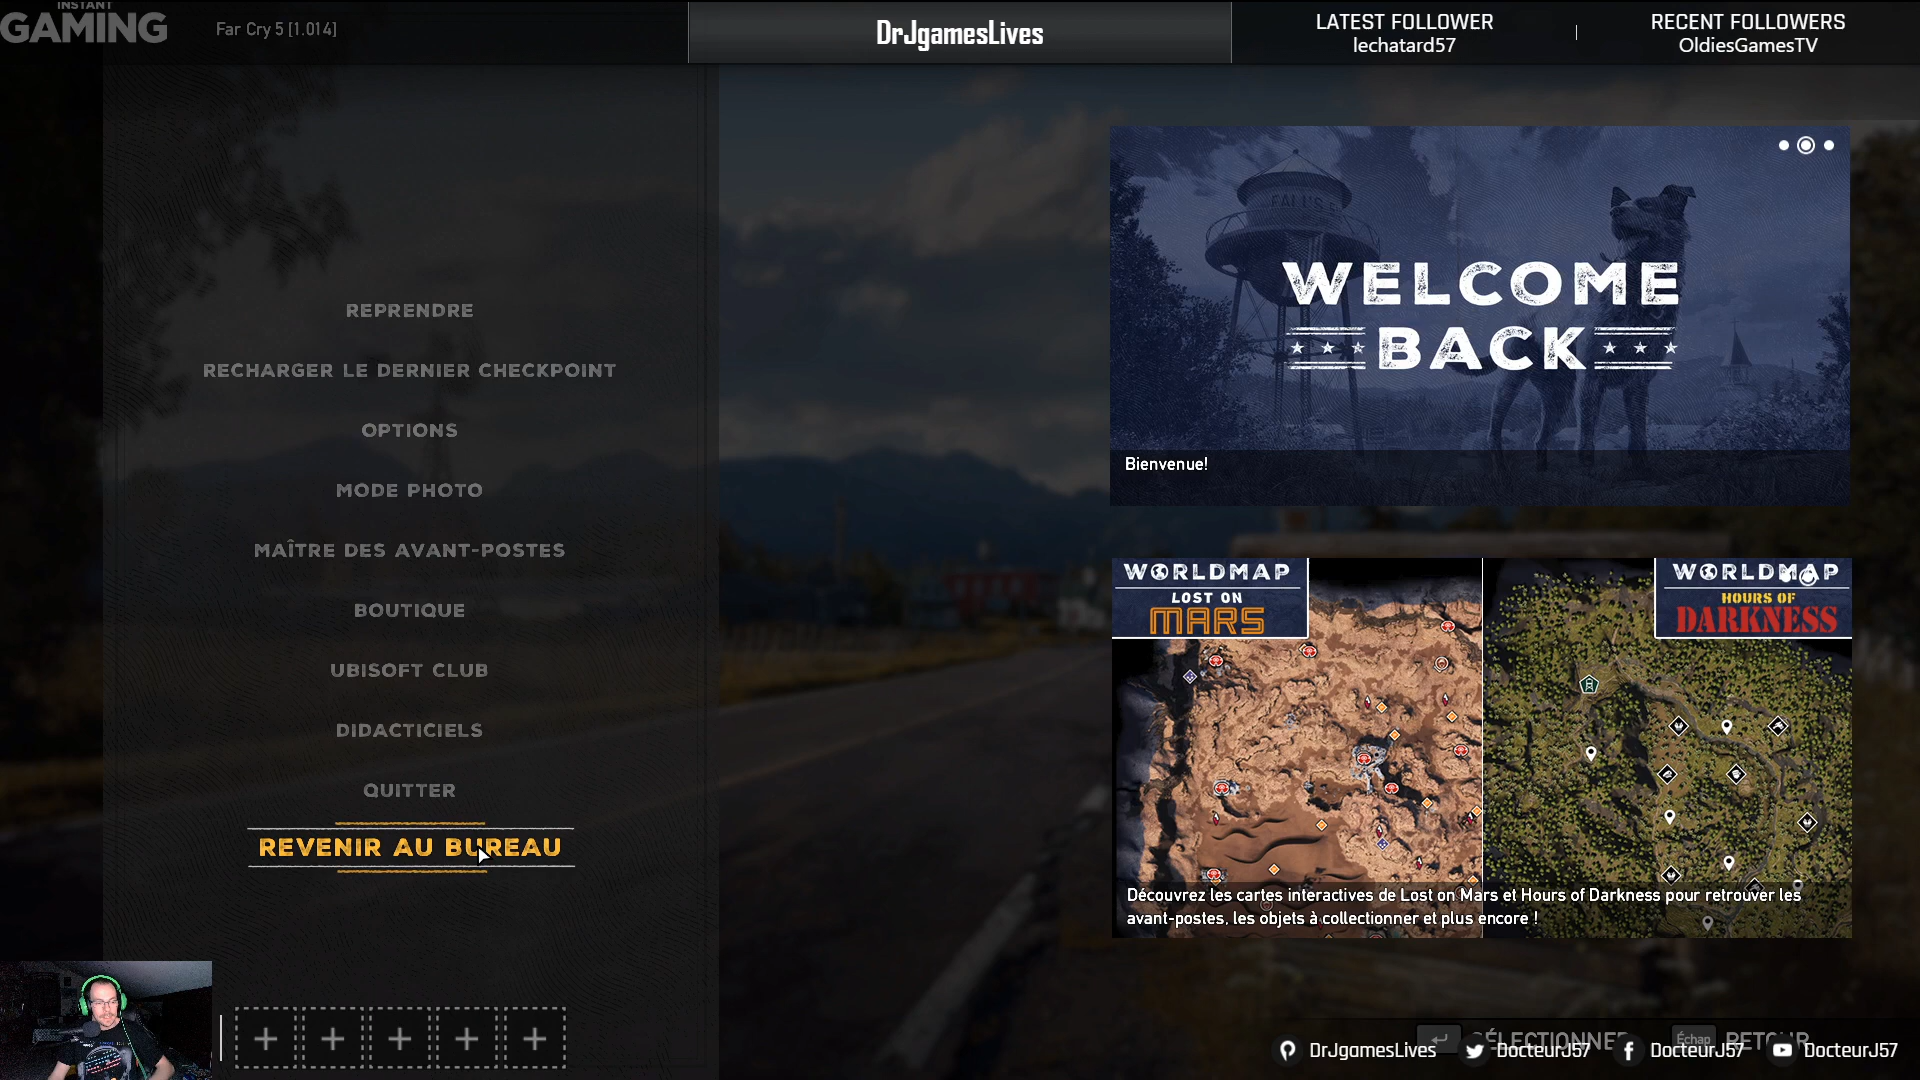 INSTANT
GAMING
Far Cry 5 [1.014]
DrJgamesLives
LATEST FOLLOWER
lechatard57
RECENT FOLLOWERS
OldiesGamesTV
REPRENDRE
RECHARGER LE DERNIER CHECKPOINT
OPTIONS
MODE PHOTO
MAÎTRE DES AVANT-POSTES
BOUTIQUE
UBISOFT CLUB
DIDACTICIELS
QUITTER
REVENIR AU BUREAU
WELCOME
BACK
Bienvenue!
WORLDMAP
LOST ON
MARS
WORLDMAP
HOURS OF
DARKNESS
Découvrez les cartes interactives de Lost on Mars et Hours of Darkness pour retrouver les
avant-postes, les objets à collectionner et plus encore !
SÉLECTIONNER
Échap RETOUR
DrJgamesLives
DocteurJ57
DocteurJ57
DocteurJ57